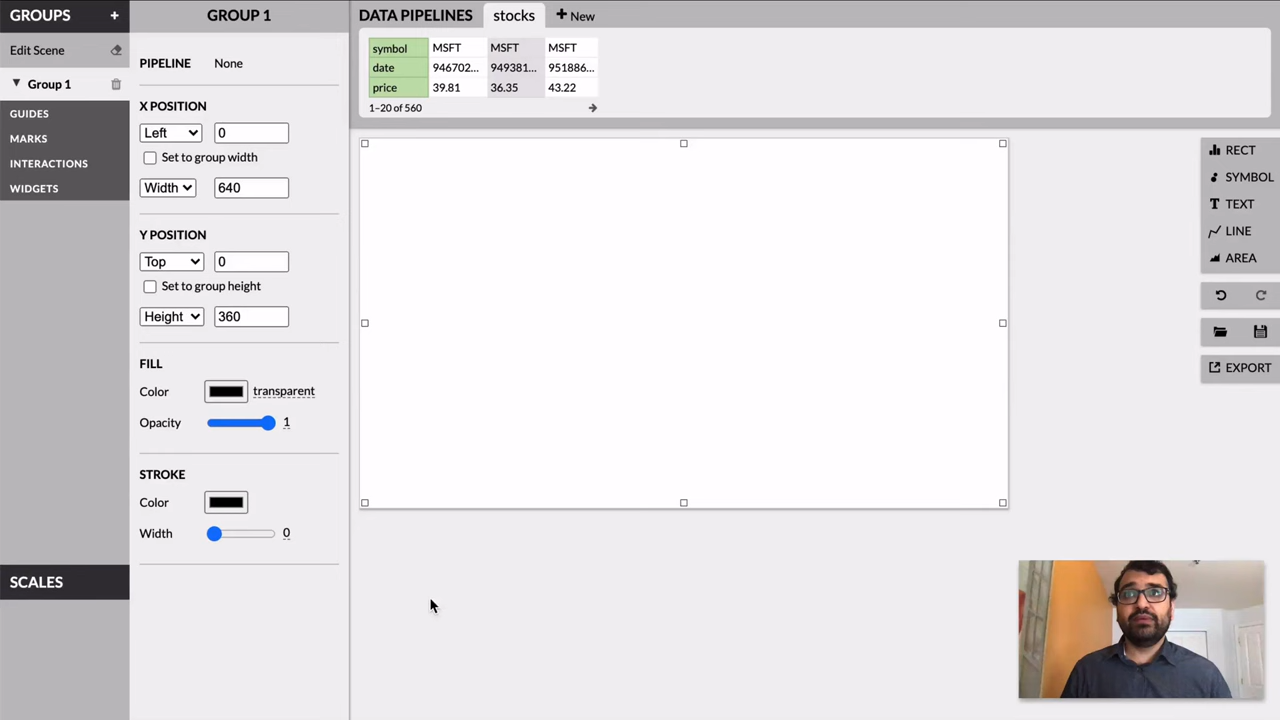 GROUPS +
Edit Scene
Group 1
GUIDES
MARKS
INTERACTIONS
WIDGETS
SCALES
GROUP 1
PIPELINE None
X POSITION
Left 0
Set to group width
Width 640
Y POSITION
Top 0
Set to group height
Height 360
FILL
Color transparent
Opacity 1
STROKE
Color
Width 0
DATA PIPELINES stocks + New
symbol MSFT MSFT MSFT
date 946702... 949381... 951886...
price 39.81 36.35 43.22
1–20 of 560
RECT
SYMBOL
TEXT
LINE
AREA
EXPORT